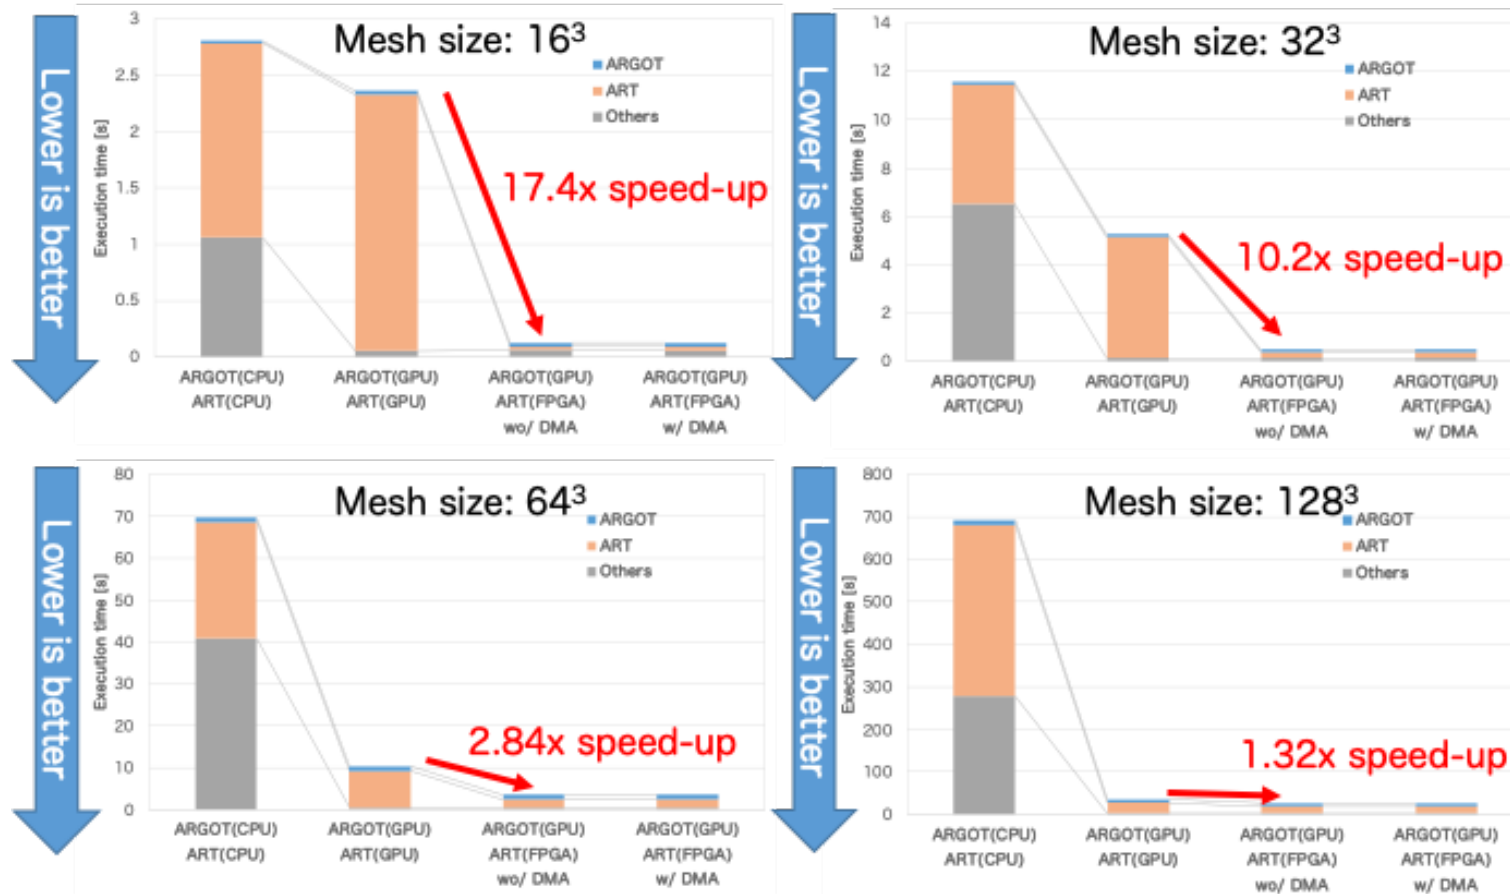 Lower is better
Mesh size: 16³
ARGOT
ART
Others
Execution time [s]
3
2.5
2
1.5
1
0.5
0
17.4x speed-up
ARGOT(CPU) ARGOT(GPU) ARGOT(GPU) ARGOT(GPU)
ART(CPU) ART(GPU) ART(FPGA) ART(FPGA)
wo/ DMA w/ DMA
Lower is better
Mesh size: 32³
ARGOT
ART
Others
Execution time [s]
14
12
10
8
6
4
2
0
10.2x speed-up
ARGOT(CPU) ARGOT(GPU) ARGOT(GPU) ARGOT(GPU)
ART(CPU) ART(GPU) ART(FPGA) ART(FPGA)
wo/ DMA w/ DMA
Lower is better
Mesh size: 64³
ARGOT
ART
Others
Execution time [s]
80
70
60
50
40
30
20
10
0
2.84x speed-up
ARGOT(CPU) ARGOT(GPU) ARGOT(GPU) ARGOT(GPU)
ART(CPU) ART(GPU) ART(FPGA) ART(FPGA)
wo/ DMA w/ DMA
Lower is better
Mesh size: 128³
ARGOT
ART
Others
Execution time [s]
800
700
600
500
400
300
200
100
0
1.32x speed-up
ARGOT(CPU) ARGOT(GPU) ARGOT(GPU) ARGOT(GPU)
ART(CPU) ART(GPU) ART(FPGA) ART(FPGA)
wo/ DMA w/ DMA